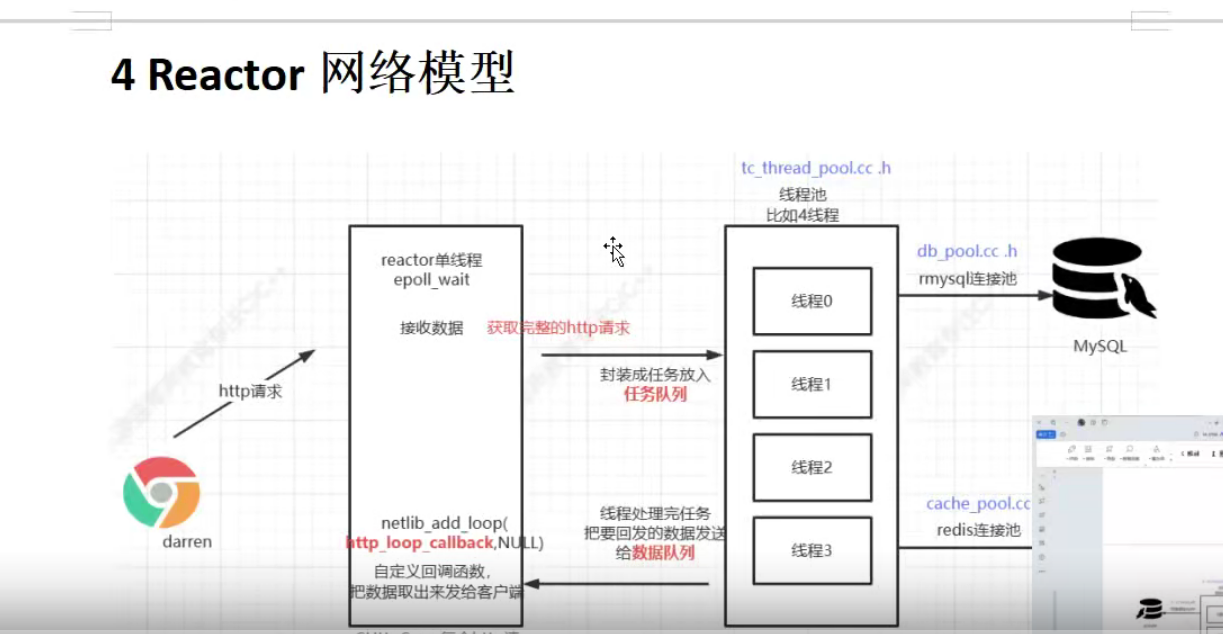 4 Reactor 网络模型
tc_thread_pool.cc .h
线程池
比如4线程
reactor单线程
epoll_wait
接收数据
获取完整的http请求
封装成任务放入
任务队列
http请求
darren
线程0
线程1
线程2
线程3
db_pool.cc .h
rmysql连接池
MySQL
cache_pool.cc
redis连接池
线程处理完任务
把要回发的数据发送
给数据队列
netlib_add_loop(
http_loop_callback,NULL)
自定义回调函数，
把数据取出来发给客户端